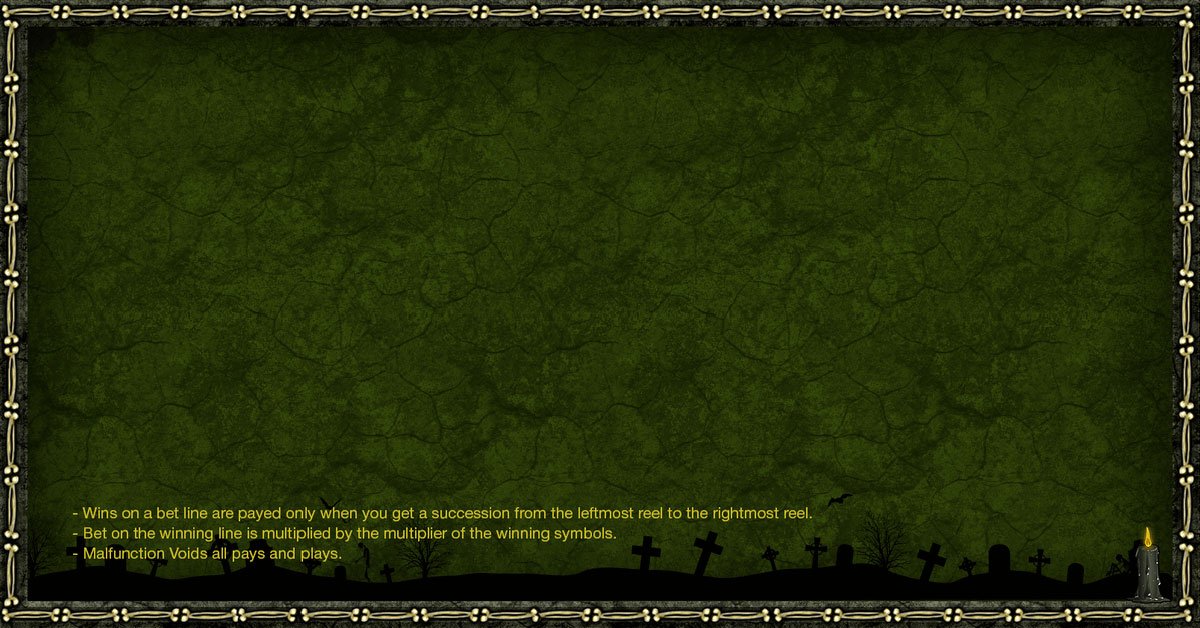 - Wins on a bet line are payed only when you get a succession from the leftmost reel to the rightmost reel.
- Bet on the winning line is multiplied by the multiplier of the winning symbols.
- Malfunction Voids all pays and plays.